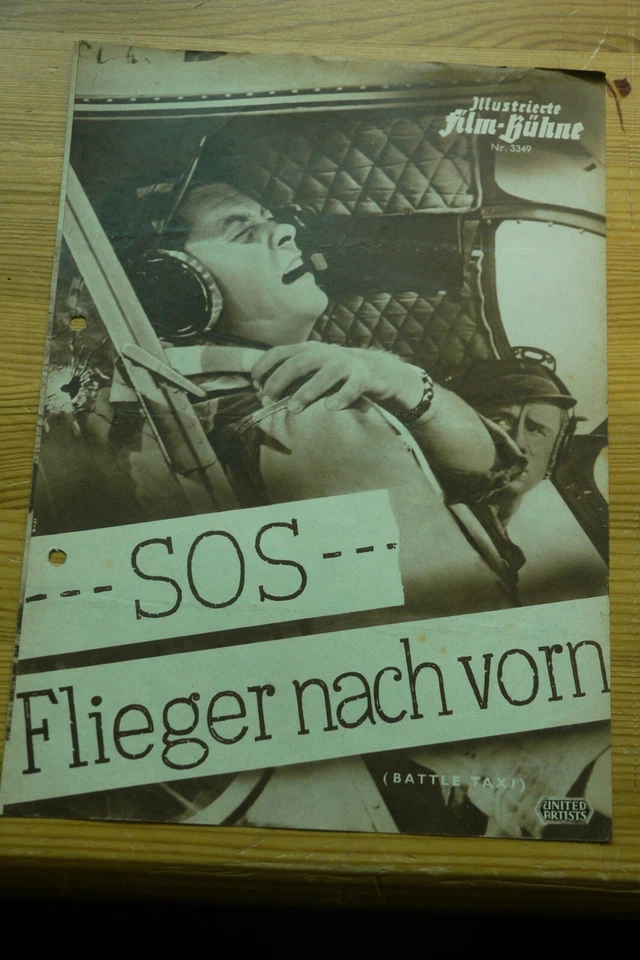 Illustrierte
Film-Bühne
Nr. 3349
---SOS---
Flieger nach vorn
(BATTLE TAXI)
UNITED
ARTISTS